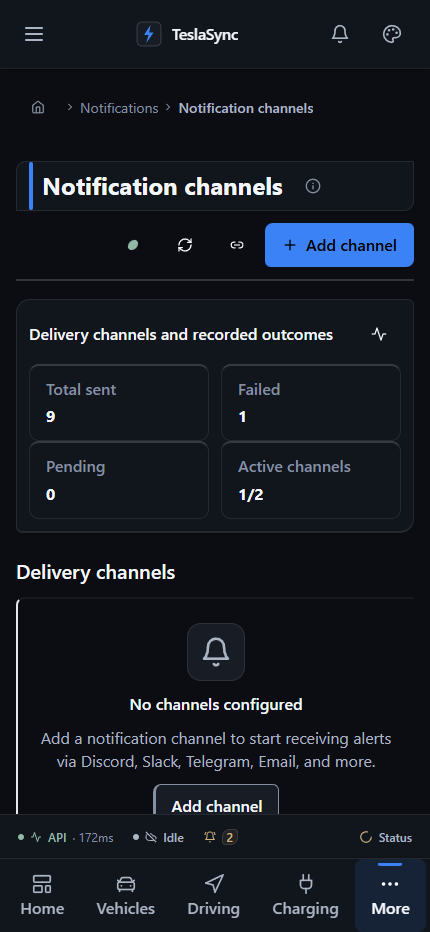 TeslaSync
Notifications
Notification channels
Notification channels
Add channel
Delivery channels and recorded outcomes
Total sent
9
Failed
1
Pending
0
Active channels
1/2
Delivery channels
No channels configured
Add a notification channel to start receiving alerts
via Discord, Slack, Telegram, Email, and more.
Add channel
API · 172ms
Idle
2
Status
Home
Vehicles
Driving
Charging
More